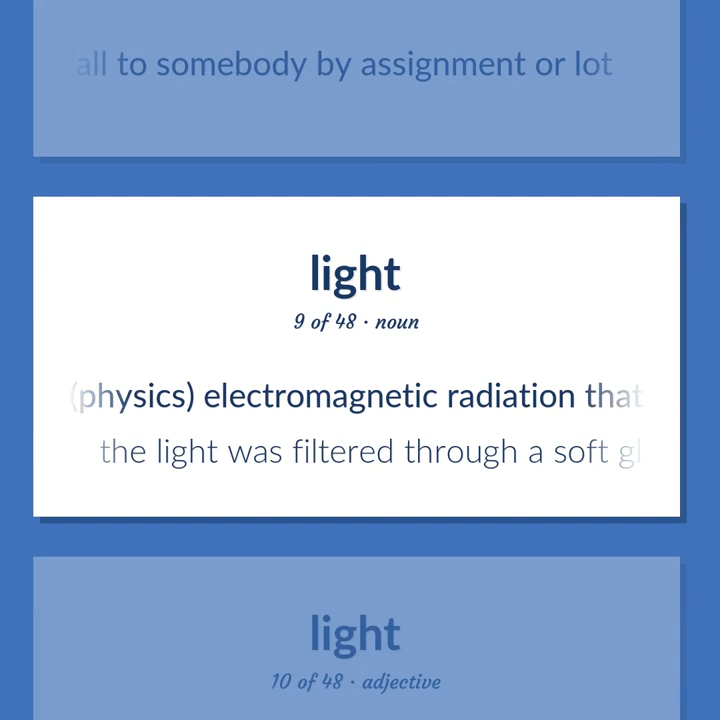 fall to somebody by assignment or lot
light
9 of 48 · noun
(physics) electromagnetic radiation that
the light was filtered through a soft
light
10 of 48 · adjective